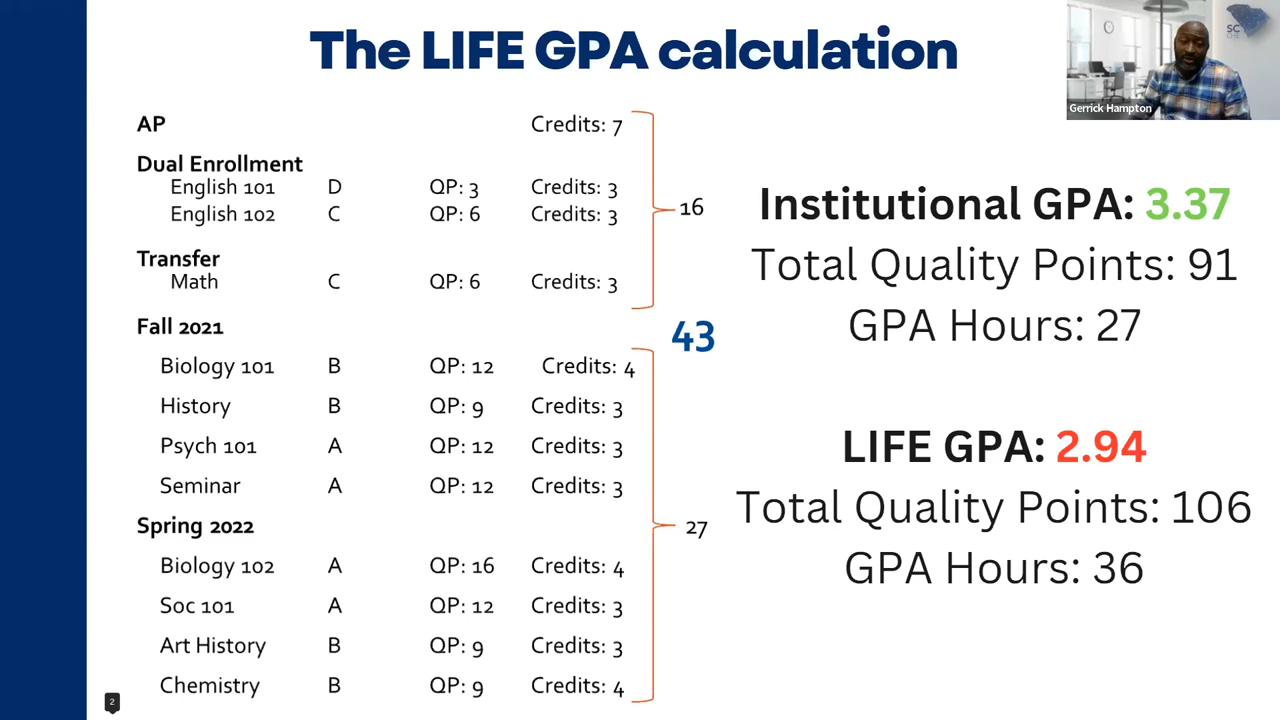 The LIFE GPA calculation
SC
CHE
Gerrick Hampton
AP Credits: 7
Dual Enrollment
English 101 D QP: 3 Credits: 3
English 102 C QP: 6 Credits: 3
16
Transfer
Math C QP: 6 Credits: 3
Fall 2021
43
Biology 101 B QP: 12 Credits: 4
History B QP: 9 Credits: 3
Psych 101 A QP: 12 Credits: 3
Seminar A QP: 12 Credits: 3
Spring 2022
27
Biology 102 A QP: 16 Credits: 4
Soc 101 A QP: 12 Credits: 3
Art History B QP: 9 Credits: 3
Chemistry B QP: 9 Credits: 4
Institutional GPA: 3.37
Total Quality Points: 91
GPA Hours: 27
LIFE GPA: 2.94
Total Quality Points: 106
GPA Hours: 36
2